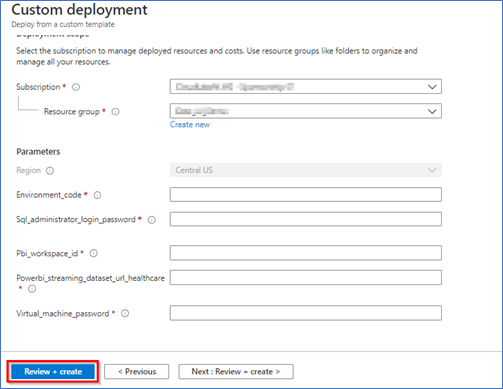 Custom deployment
Deploy from a custom template
Deployment scope
Select the subscription to manage deployed resources and costs. Use resource groups like folders to organize and
manage all your resources.
Subscription *
Resource group *
Create new
Parameters
Region
Central US
Environment_code *
Sql_administrator_login_password *
Pbi_workspace_id *
Powerbi_streaming_dataset_url_healthcare
*
Virtual_machine_password *
Review + create
< Previous
Next : Review + create >